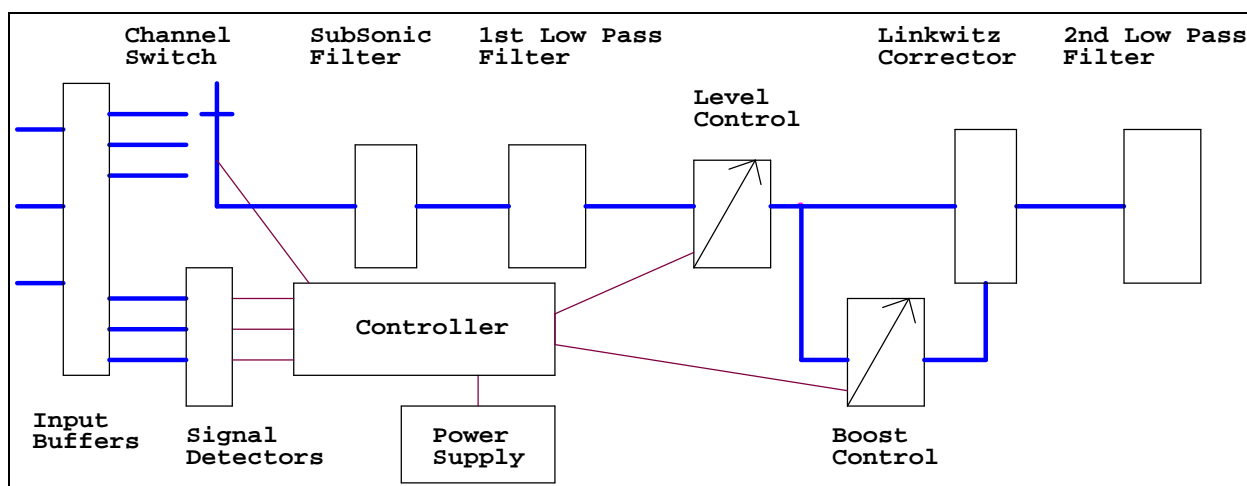 Channel
Switch
SubSonic
Filter
1st Low Pass
Filter
Linkwitz
Corrector
2nd Low Pass
Filter
Level
Control
Controller
Input
Buffers
Signal
Detectors
Power
Supply
Boost
Control